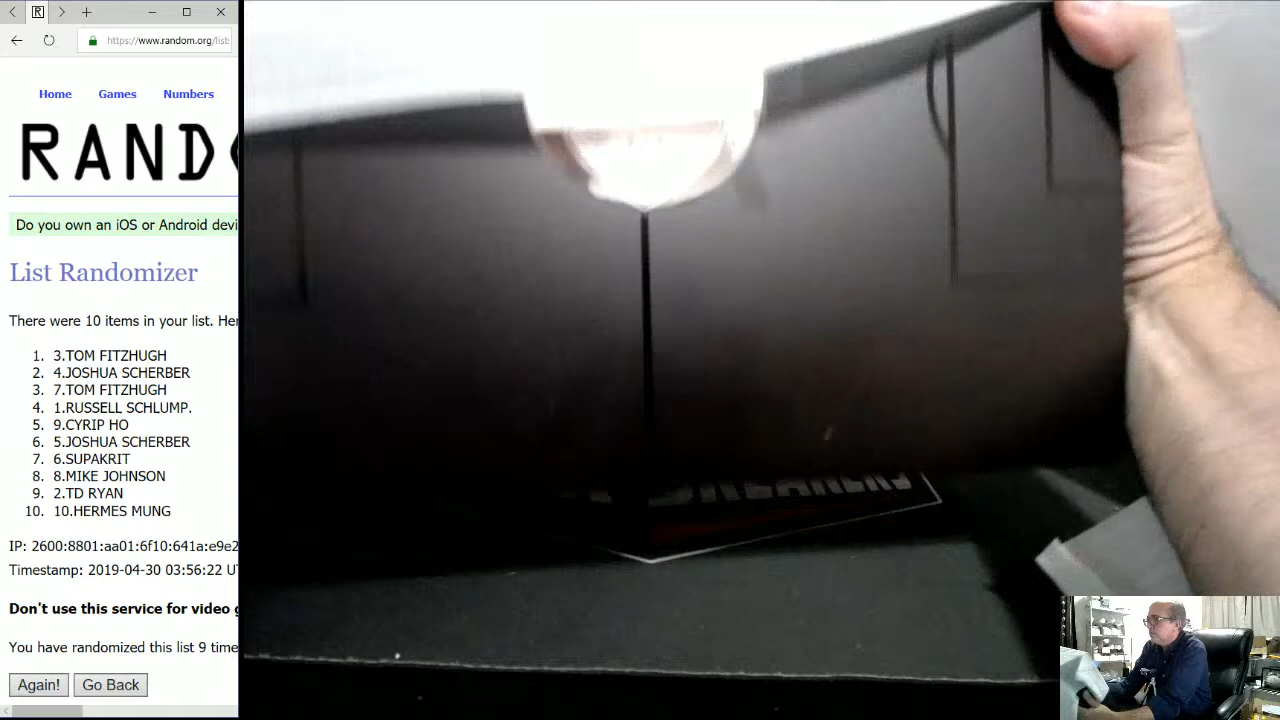 https://www.random.org/list
Home Games Numbers
RAND
Do you own an iOS or Android devi
List Randomizer
There were 10 items in your list. Her
1. 3.TOM FITZHUGH
2. 4.JOSHUA SCHERBER
3. 7.TOM FITZHUGH
4. 1.RUSSELL SCHLUMP.
5. 9.CYRIP HO
6. 5.JOSHUA SCHERBER
7. 6.SUPAKRIT
8. 8.MIKE JOHNSON
9. 2.TD RYAN
10. 10.HERMES MUNG
IP: 2600:8801:aa01:6f10:641a:e9e2
Timestamp: 2019-04-30 03:56:22 U
Don't use this service for video g
You have randomized this list 9 time
Again! Go Back